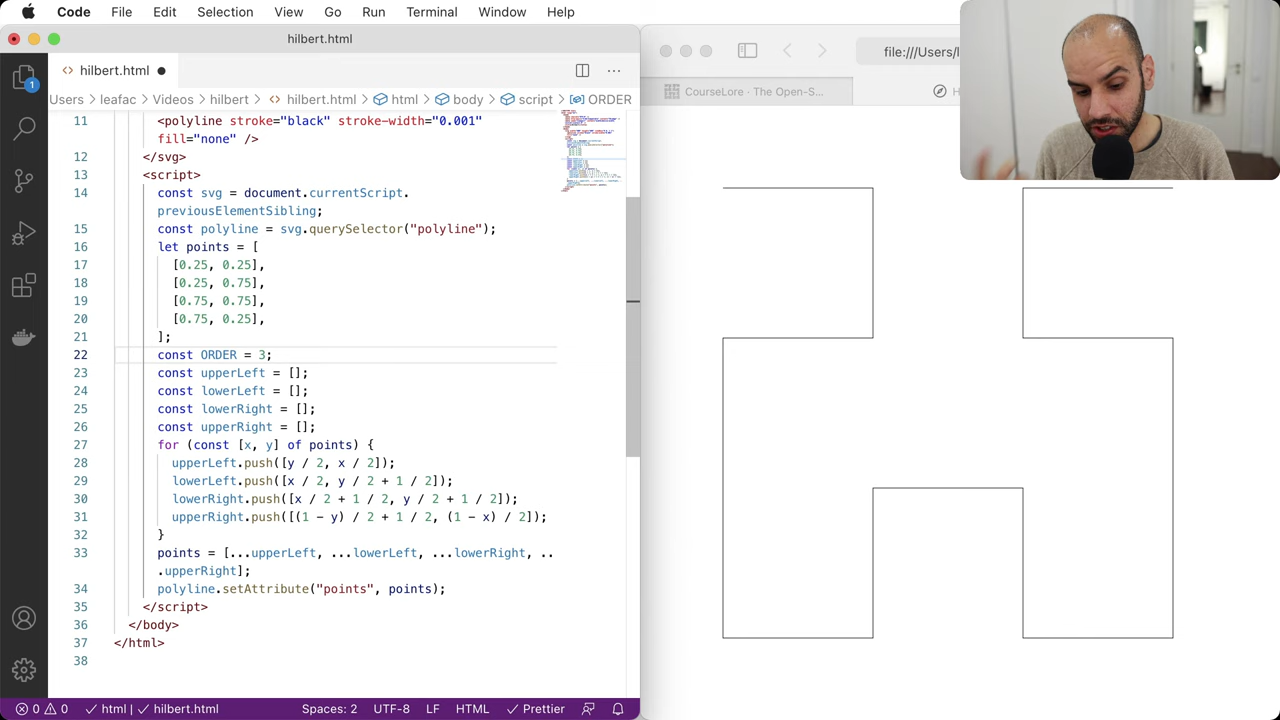 Code File Edit Selection View Go Run Terminal Window Help
hilbert.html
hilbert.html
Users > leafac > Videos > hilbert > hilbert.html > html > body > script > ORDER
11 <polyline stroke="black" stroke-width="0.001"
fill="none" />
12 </svg>
13 <script>
14 const svg = document.currentScript.
previousElementSibling;
15 const polyline = svg.querySelector("polyline");
16 let points = [
17 [0.25, 0.25],
18 [0.25, 0.75],
19 [0.75, 0.75],
20 [0.75, 0.25],
21 ];
22 const ORDER = 3;
23 const upperLeft = [];
24 const lowerLeft = [];
25 const lowerRight = [];
26 const upperRight = [];
27 for (const [x, y] of points) {
28 upperLeft.push([y / 2, x / 2]);
29 lowerLeft.push([x / 2, y / 2 + 1 / 2]);
30 lowerRight.push([x / 2 + 1 / 2, y / 2 + 1 / 2]);
31 upperRight.push([(1 - y) / 2 + 1 / 2, (1 - x) / 2]);
32 }
33 points = [...upperLeft, ...lowerLeft, ...lowerRight, ..
.upperRight];
34 polyline.setAttribute("points", points);
35 </script>
36 </body>
37 </html>
38
1
0 0 html | hilbert.html Spaces: 2 UTF-8 LF HTML Prettier
file:///Users/l
CourseLore · The Open-S...